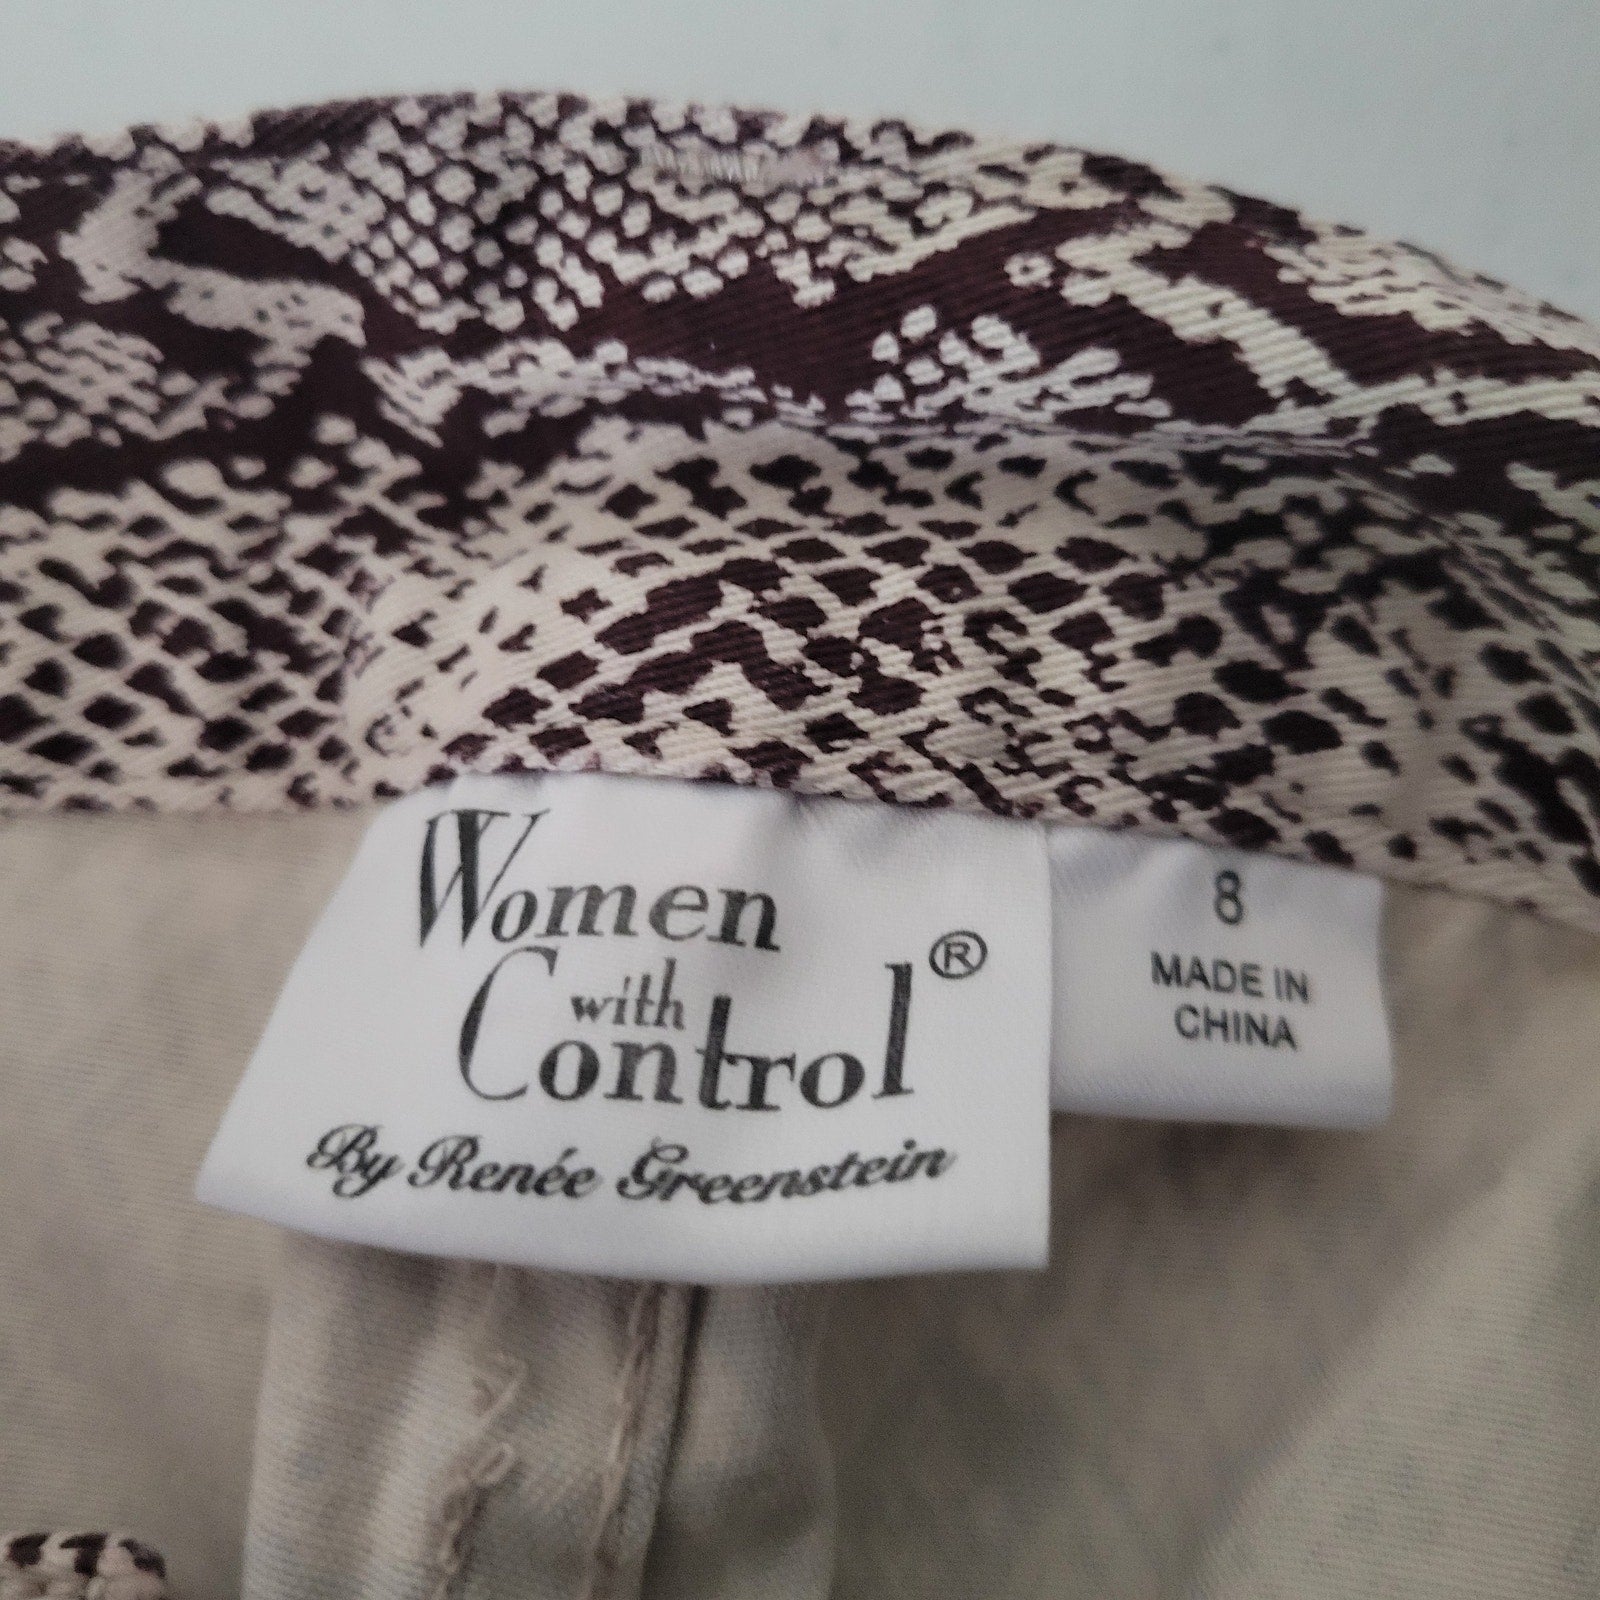 Women
with
Control®
By Renée Greenstein
8
MADE IN
CHINA